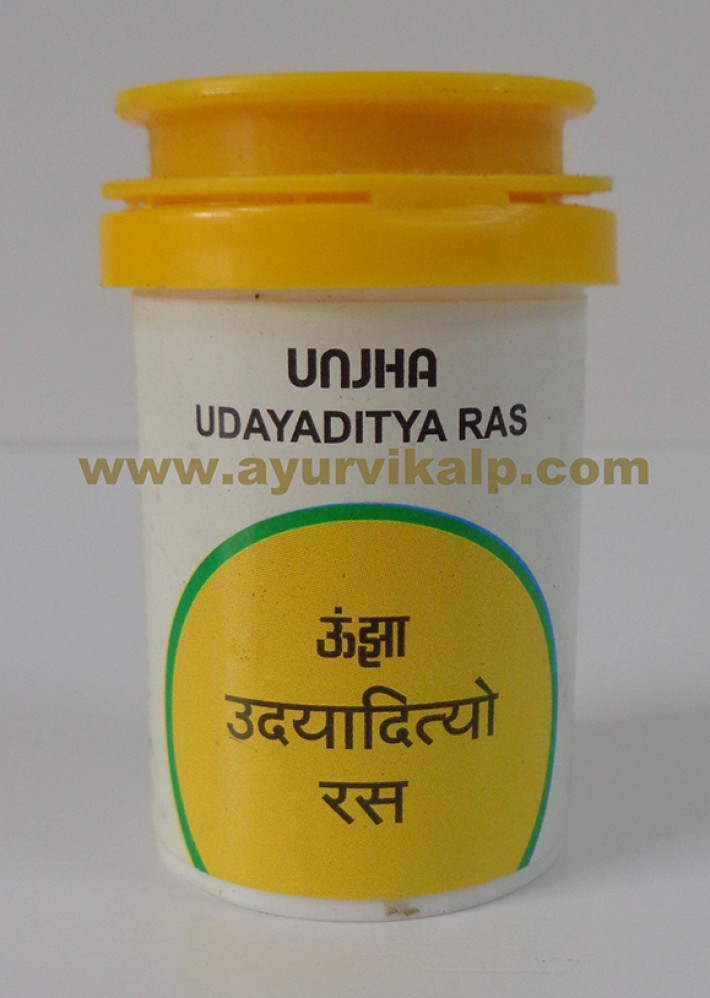 UNJHA
UDAYADITYA RAS
www.ayurvikalp.com
ऊंझा
उदयादित्यो
रस